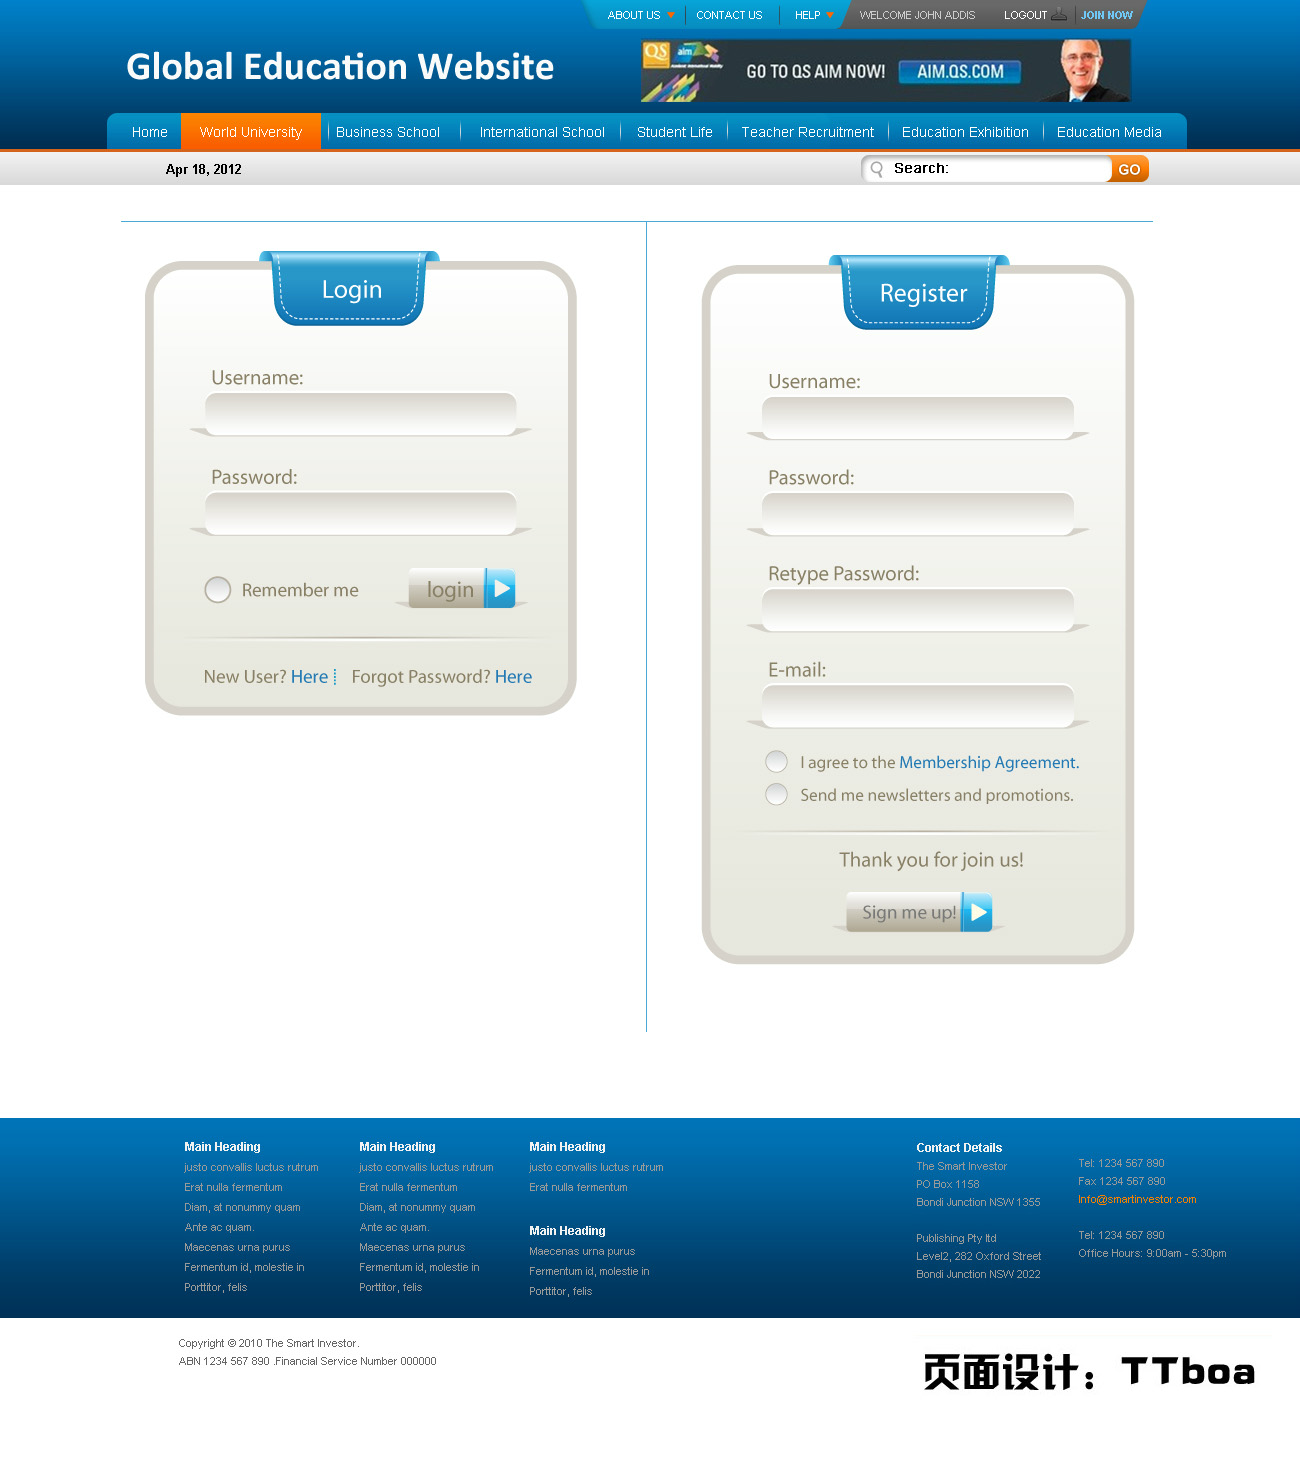 ABOUT US CONTACT US HELP WELCOME JOHN ADDIS LOGOUT JOIN NOW
Global Education Website
QS aim GO TO QS AIM NOW! AIM.QS.COM
Home World University Business School International School Student Life Teacher Recruitment Education Exhibition Education Media
Apr 18, 2012 Search: GO
Login
Username:
Password:
Remember me login
New User? Here Forgot Password? Here
Register
Username:
Password:
Retype Password:
E-mail:
I agree to the Membership Agreement.
Send me newsletters and promotions.
Thank you for join us!
Sign me up!
Main Heading
justo convallis luctus rutrum
Erat nulla fermentum
Diam, at nonummy quam
Ante ac quam.
Maecenas urna purus
Fermentum id, molestie in
Porttitor, felis
Main Heading
justo convallis luctus rutrum
Erat nulla fermentum
Diam, at nonummy quam
Ante ac quam.
Maecenas urna purus
Fermentum id, molestie in
Porttitor, felis
Main Heading
justo convallis luctus rutrum
Erat nulla fermentum
Main Heading
Maecenas urna purus
Fermentum id, molestie in
Porttitor, felis
Contact Details
The Smart Investor
PO Box 1158
Bondi Junction NSW 1355
Publishing Pty ltd
Level2, 282 Oxford Street
Bondi Junction NSW 2022
Tel: 1234 567 890
Fax 1234 567 890
Info@smartinvestor.com
Tel: 1234 567 890
Office Hours: 9:00am - 5:30pm
Copyright © 2010 The Smart Investor.
ABN 1234 567 890 .Financial Service Number 000000
页面设计：TTboa